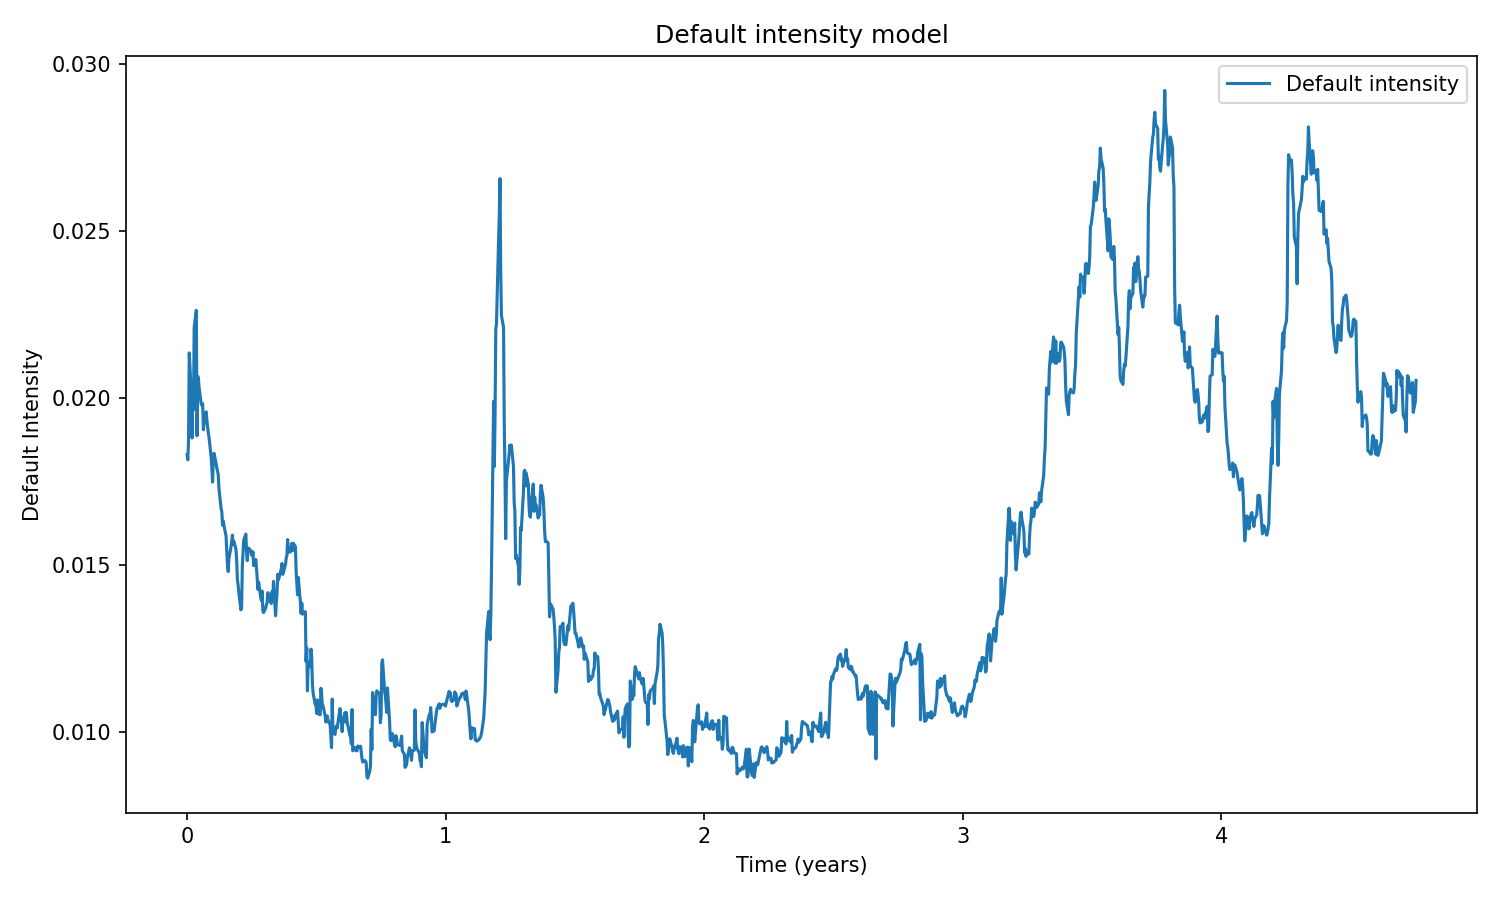 Default intensity model
Default intensity
0.030
0.025
0.020
0.015
0.010
Default Intensity
0 1 2 3 4
Time (years)